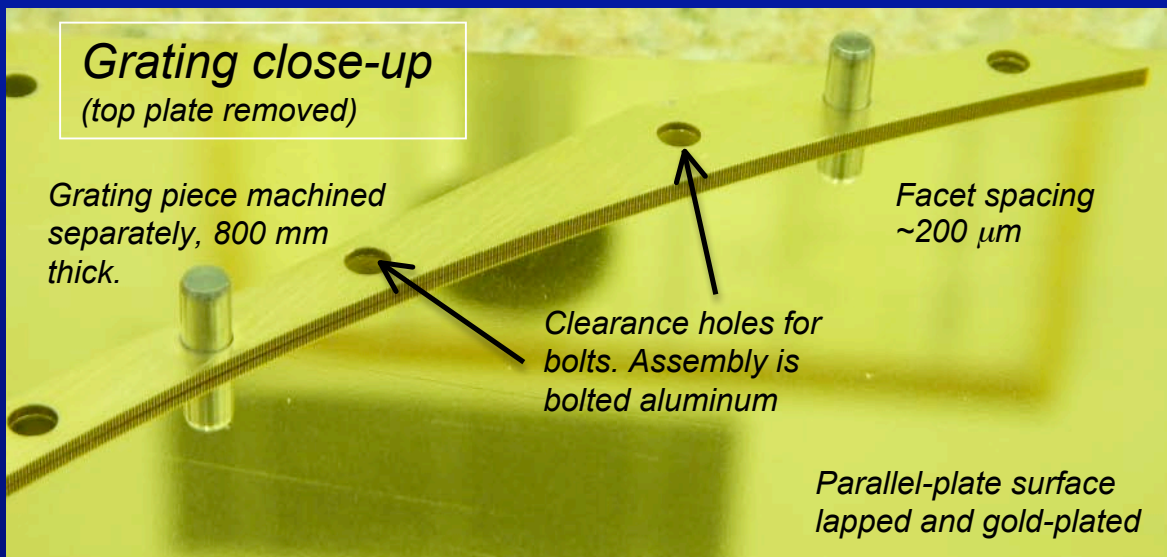 Grating close-up
(top plate removed)
Grating piece machined
separately, 800 mm
thick.
Facet spacing
~200 μm
Clearance holes for
bolts. Assembly is
bolted aluminum
Parallel-plate surface
lapped and gold-plated